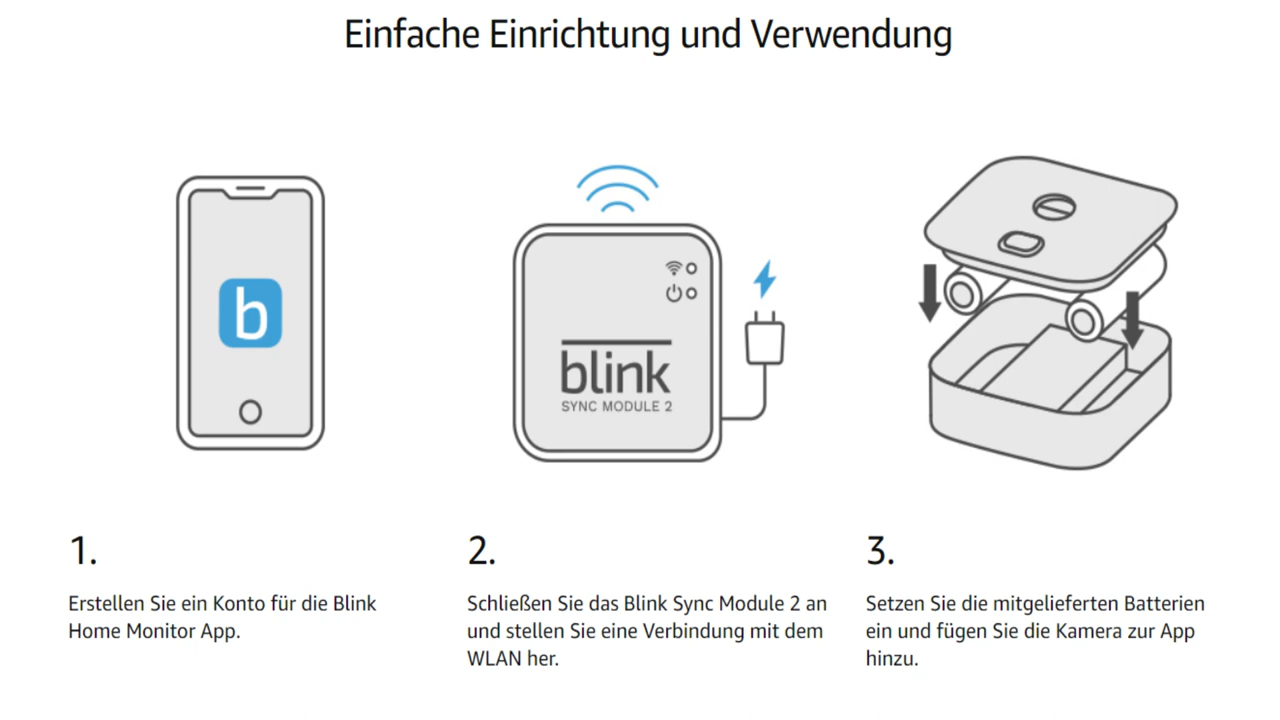 Einfache Einrichtung und Verwendung
b
blink
SYNC MODULE 2
1.
Erstellen Sie ein Konto für die Blink
Home Monitor App.
2.
Schließen Sie das Blink Sync Module 2 an
und stellen Sie eine Verbindung mit dem
WLAN her.
3.
Setzen Sie die mitgelieferten Batterien
ein und fügen Sie die Kamera zur App
hinzu.